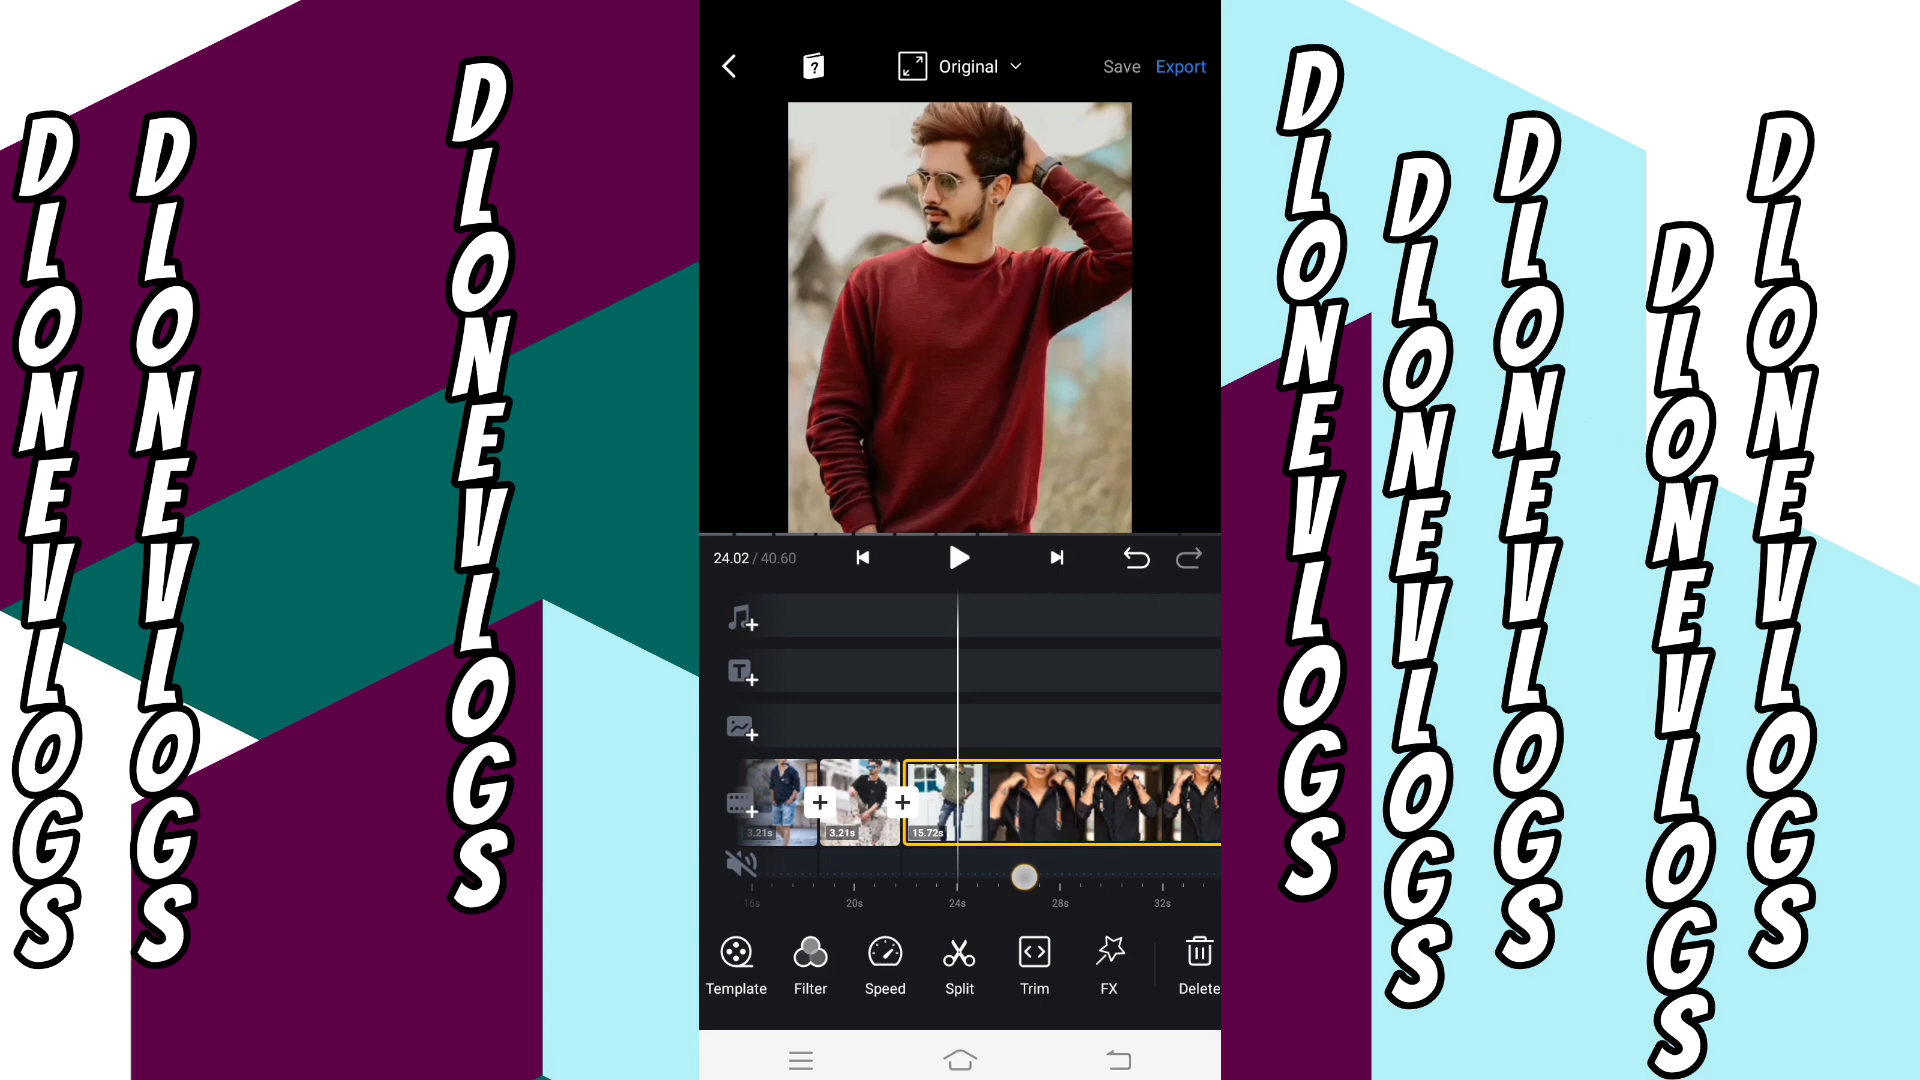 DLONEVLOGS
DLONEVLOGS
DLONEVLOGS
Original
Save
Export
24.02 / 40.60
3.21s
3.21s
15.72s
16s
20s
24s
28s
32s
Template
Filter
Speed
Split
Trim
FX
Delete
DLONEVLOGS
DLONEVLOGS
DLONEVLOGS
DLONEVLOGS
DLONEVLOGS